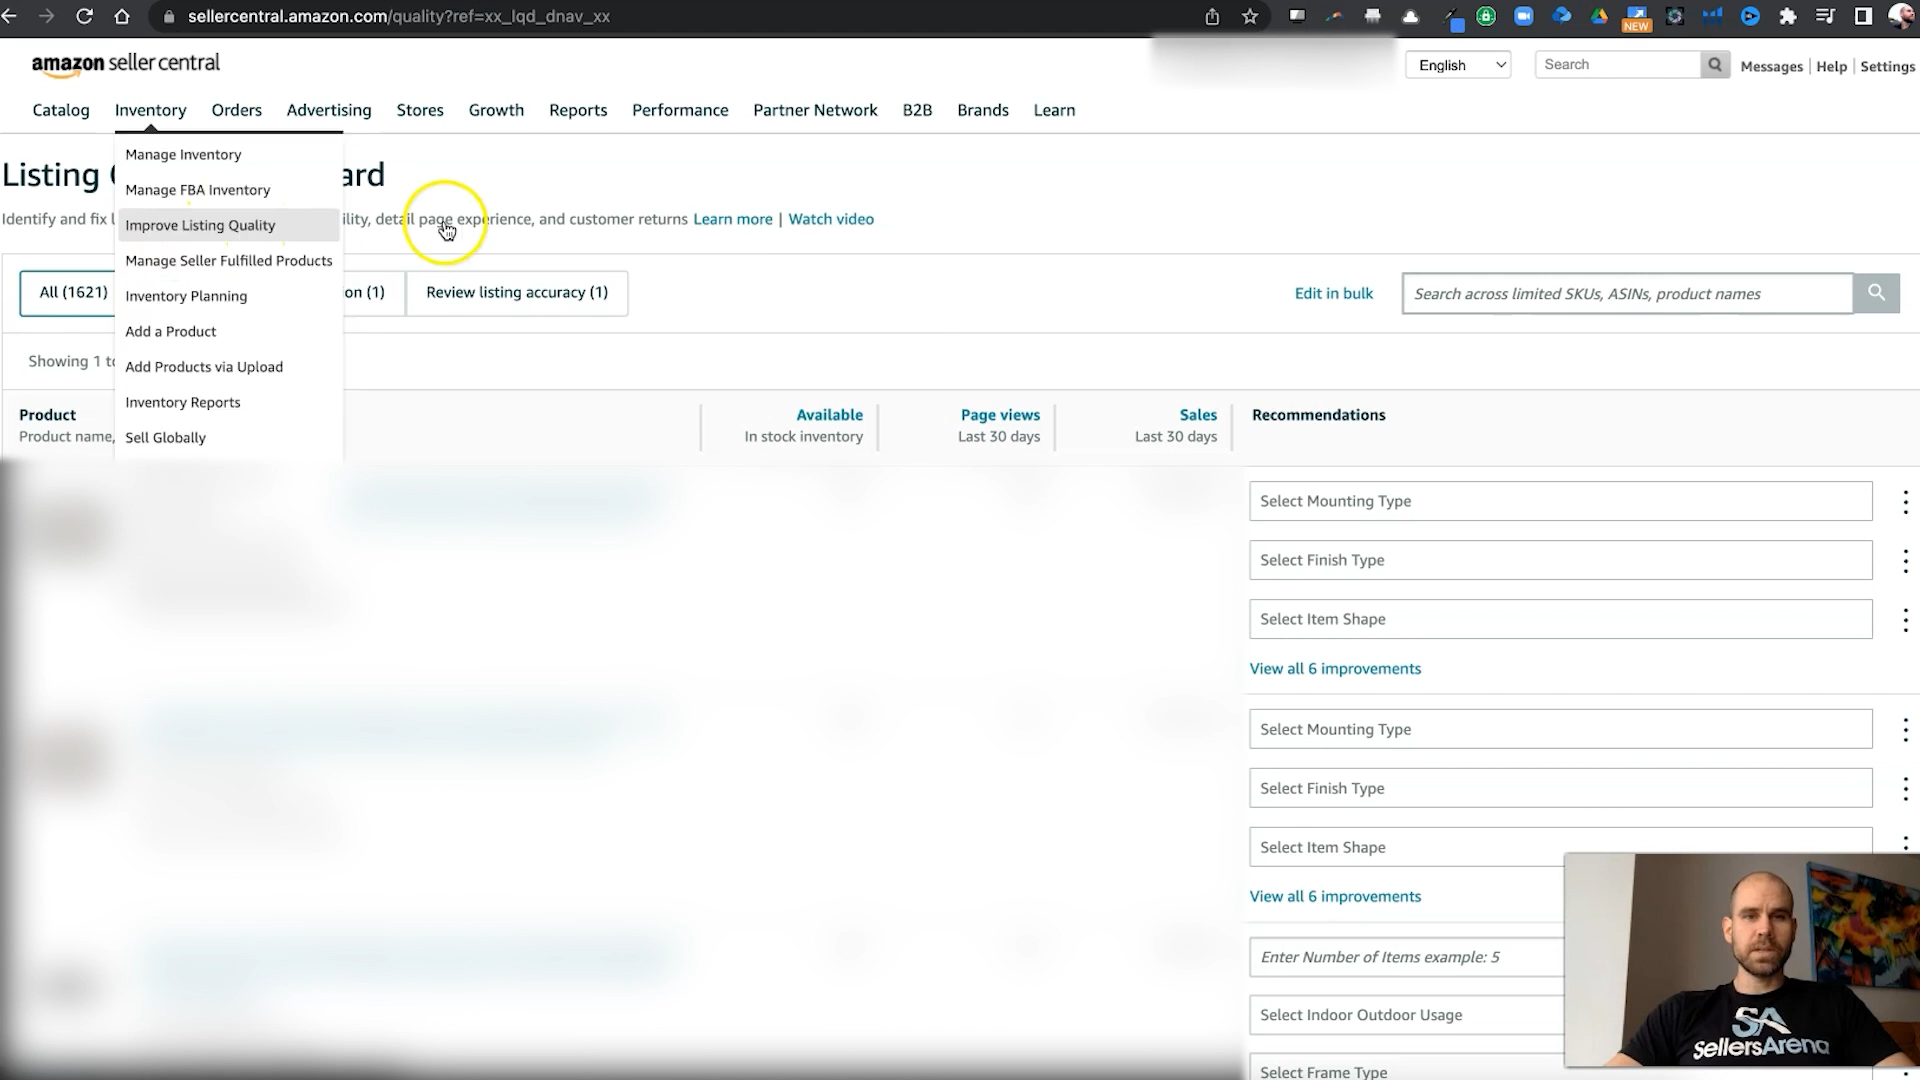 sellercentral.amazon.com/quality?ref=xx_lqd_dnav_xx
NEW
amazon seller central
English
Search
Messages | Help | Settings
Catalog Inventory Orders Advertising Stores Growth Reports Performance Partner Network B2B Brands Learn
Manage Inventory
Listing ard
Manage FBA Inventory
Identify and fix ility, detail page experience, and customer returns Learn more | Watch video
Improve Listing Quality
Manage Seller Fulfilled Products
All (1621) on (1) Review listing accuracy (1)
Edit in bulk
Search across limited SKUs, ASINs, product names
Inventory Planning
Add a Product
Showing 1 to
Add Products via Upload
Inventory Reports
Product Available Page views Sales Recommendations
Product name, In stock inventory Last 30 days Last 30 days
Sell Globally
Select Mounting Type
Select Finish Type
Select Item Shape
View all 6 improvements
Select Mounting Type
Select Finish Type
Select Item Shape
View all 6 improvements
Enter Number of Items example: 5
Select Indoor Outdoor Usage
Select Frame Type
SA
SellersArena